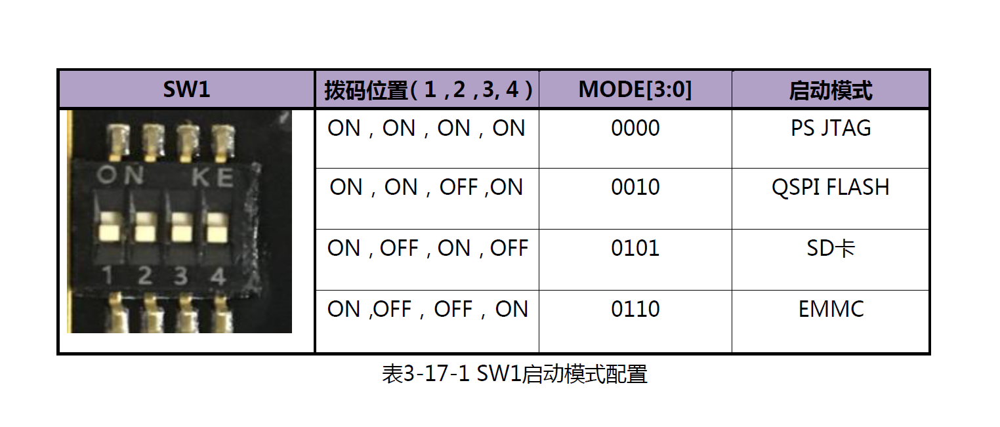 SW1 拨码位置(1,2,3,4) MODE[3:0] 启动模式
ON,ON,ON,ON 0000 PS JTAG
ON KE
ON,ON,OFF,ON 0010 QSPI FLASH
ON,OFF,ON,OFF 0101 SD卡
1 2 3 4
ON,OFF,OFF,ON 0110 EMMC
表3-17-1 SW1启动模式配置